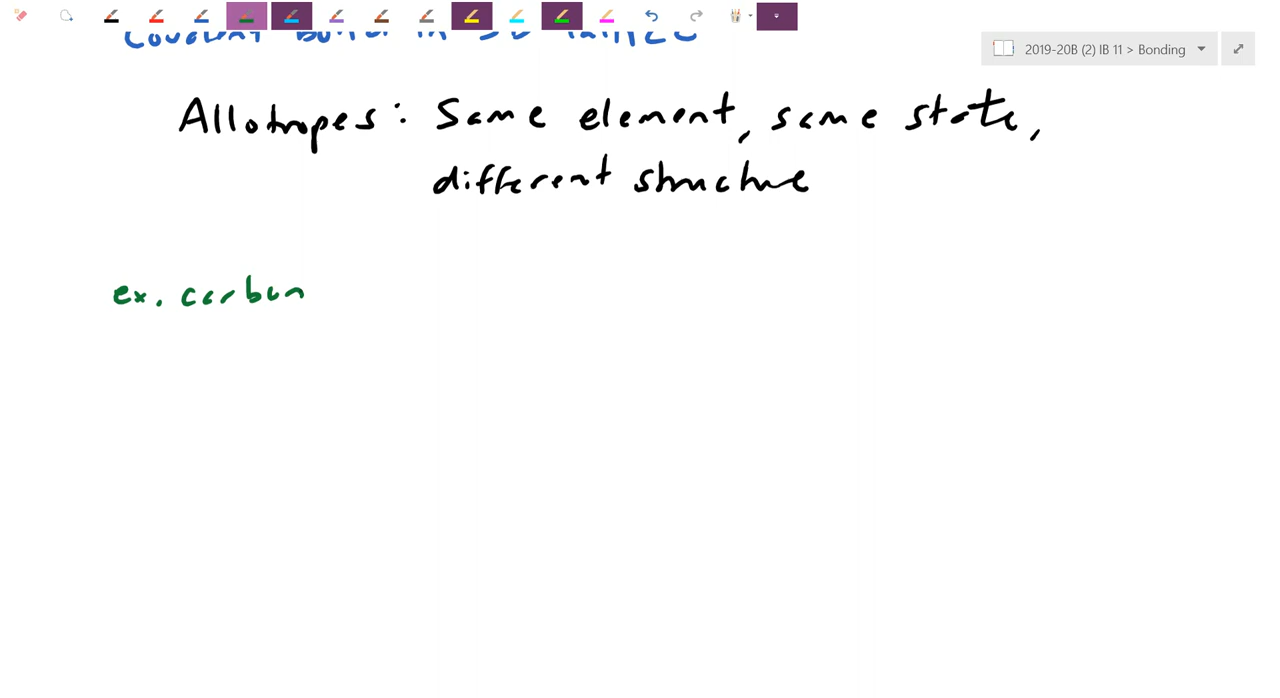 2019-20B (2) IB 11 > Bonding
Allotropes: Same element, same state,
different structure
ex. carbon